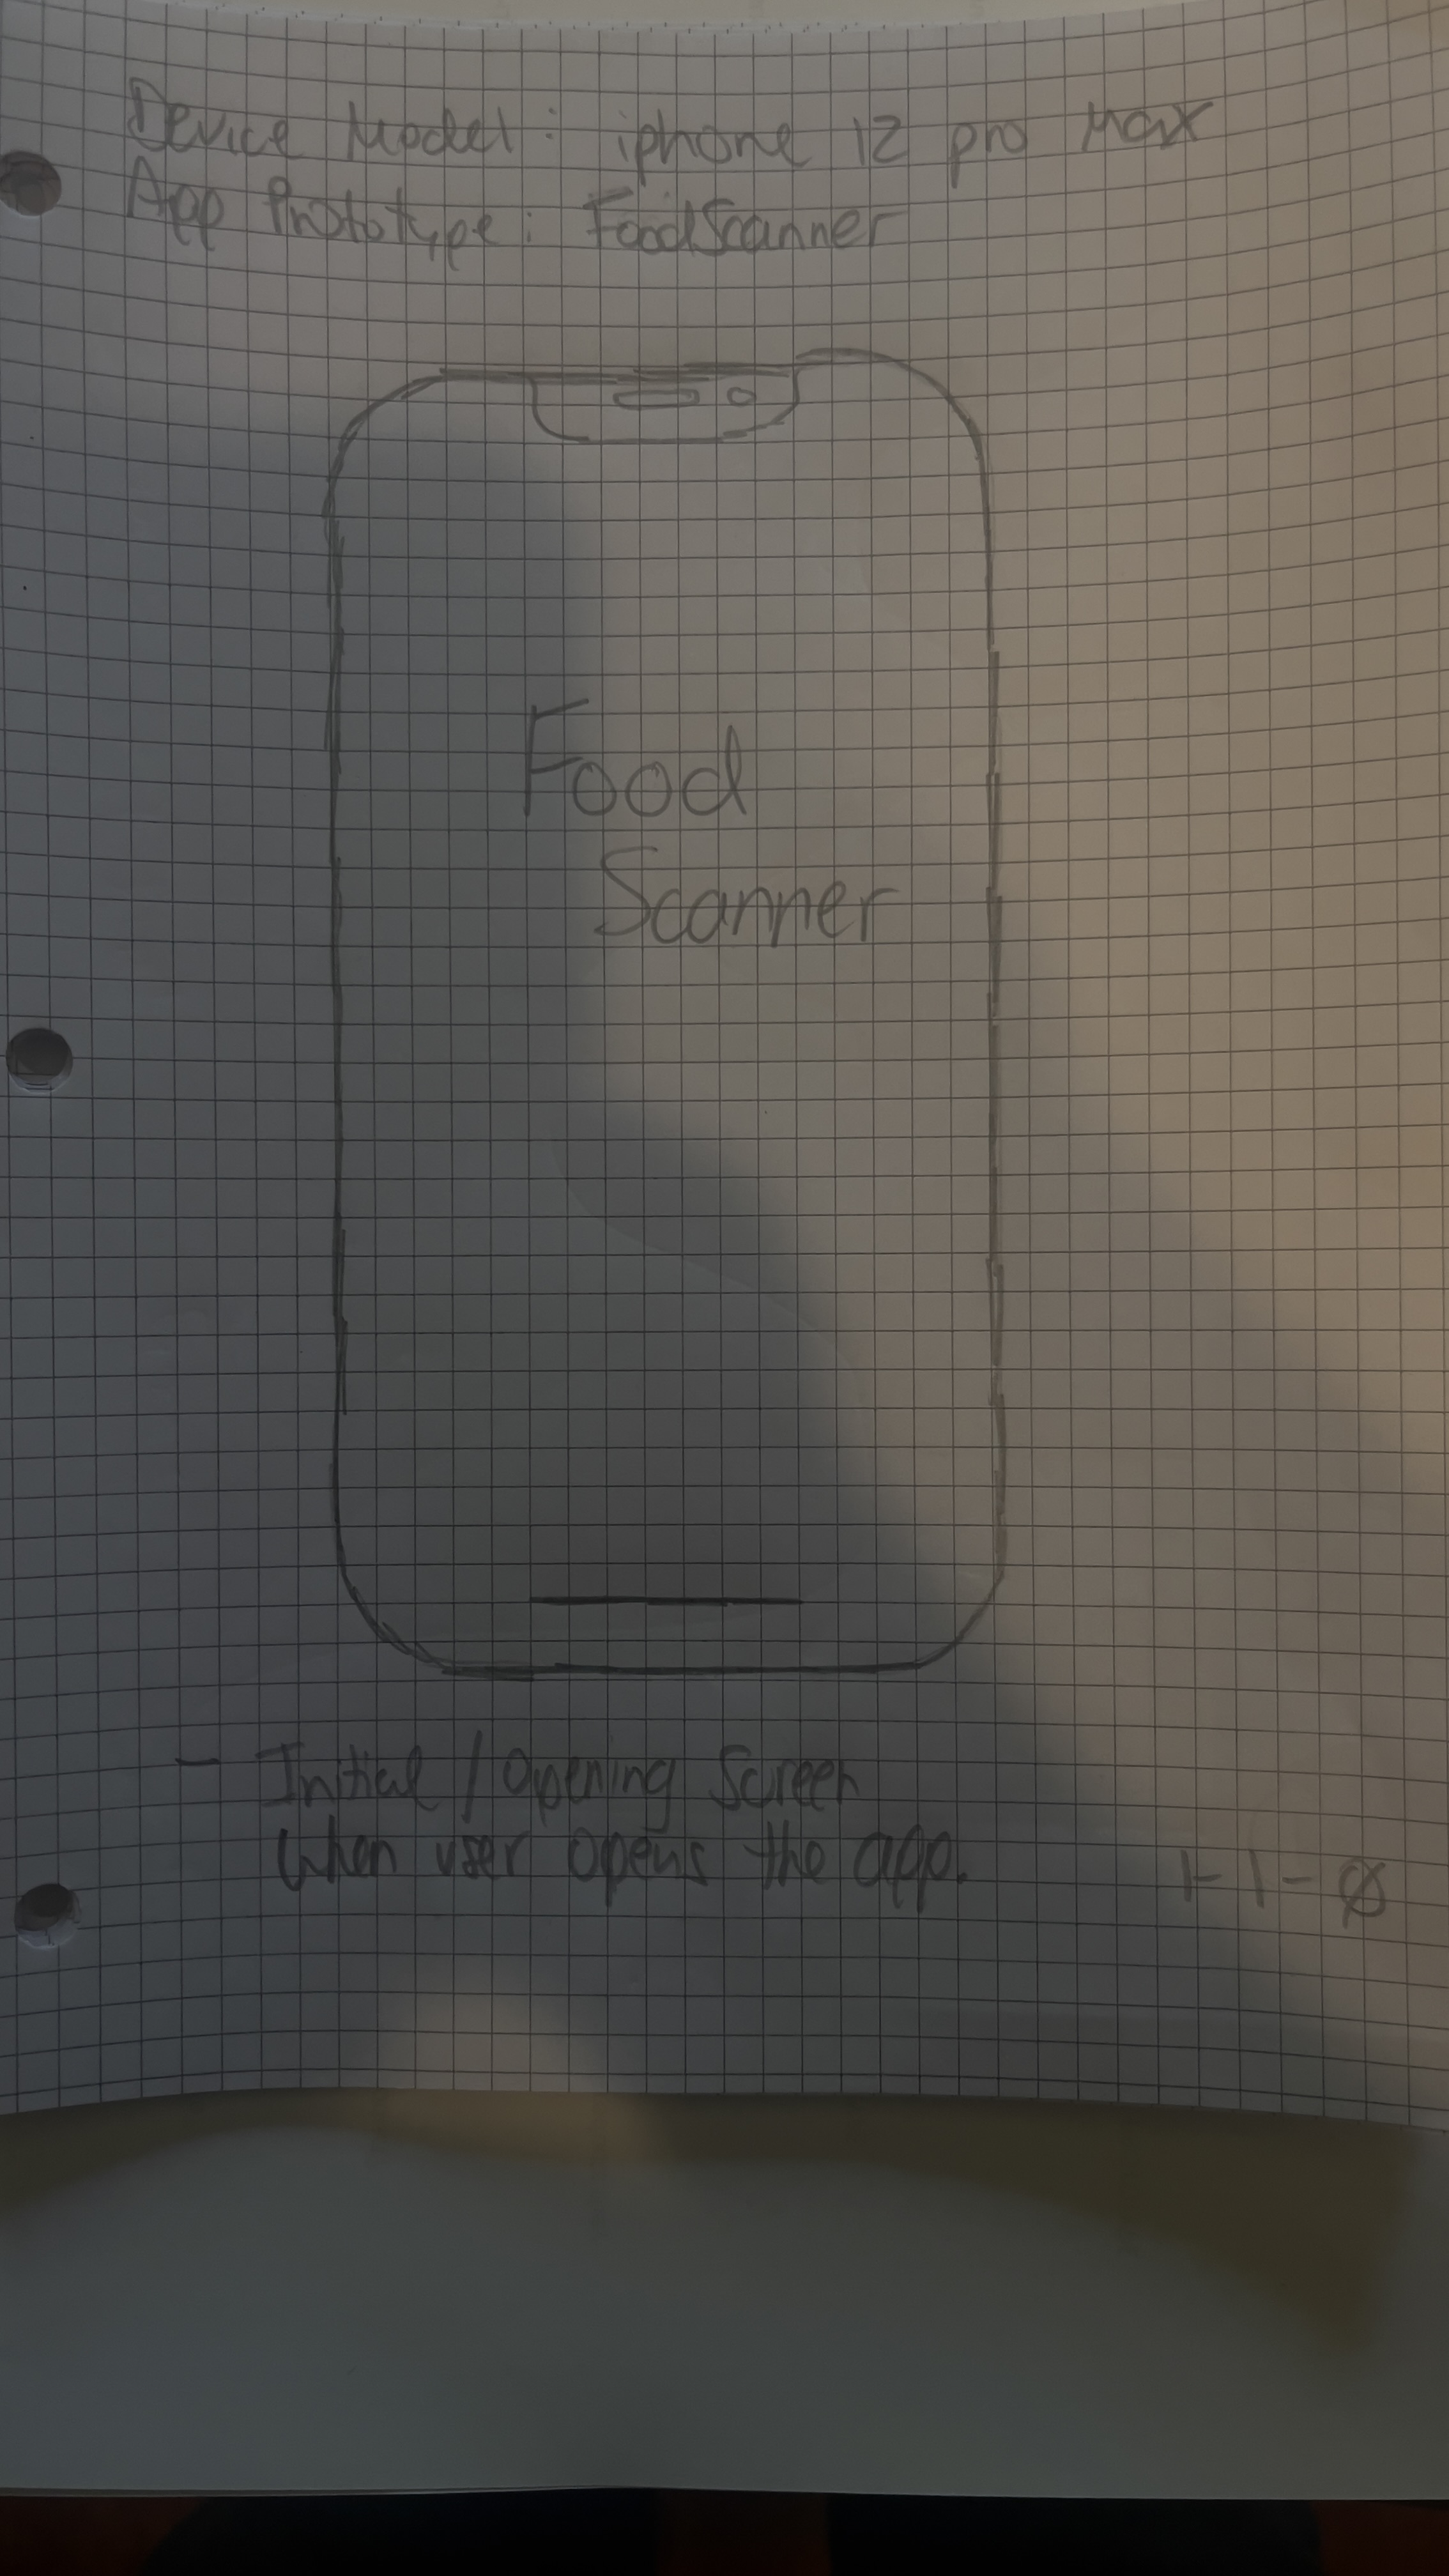 Device Model: iphone 12 pro Max
App Prototype: FoodScanner
Food
Scanner
- Initial / Opening Screen
when user opens the app.
1-1-Ø